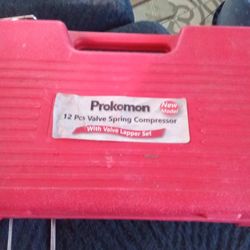 Prokomon
New
Model
12 Pcs Valve Spring Compressor
With Valve Lapper Set